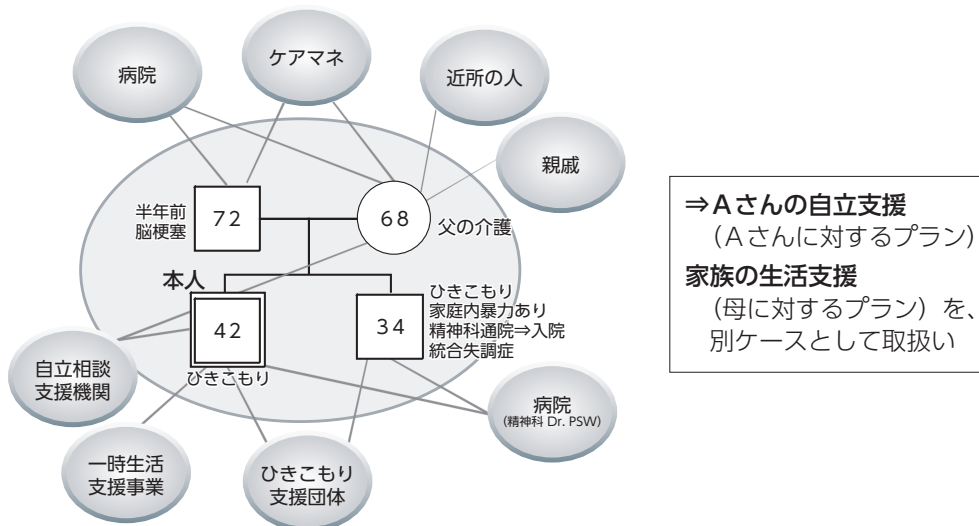 病院
ケアマネ
近所の人
親戚
半年前
脳梗塞
72
68
父の介護
本人
42
ひきこもり
34
ひきこもり
家庭内暴力あり
精神科通院⇒入院
統合失調症
自立相談
支援機関
一時生活
支援事業
ひきこもり
支援団体
病院
(精神科 Dr. PSW)
⇒Aさんの自立支援
(Aさんに対するプラン)
家族の生活支援
(母に対するプラン)を、
別ケースとして取扱い